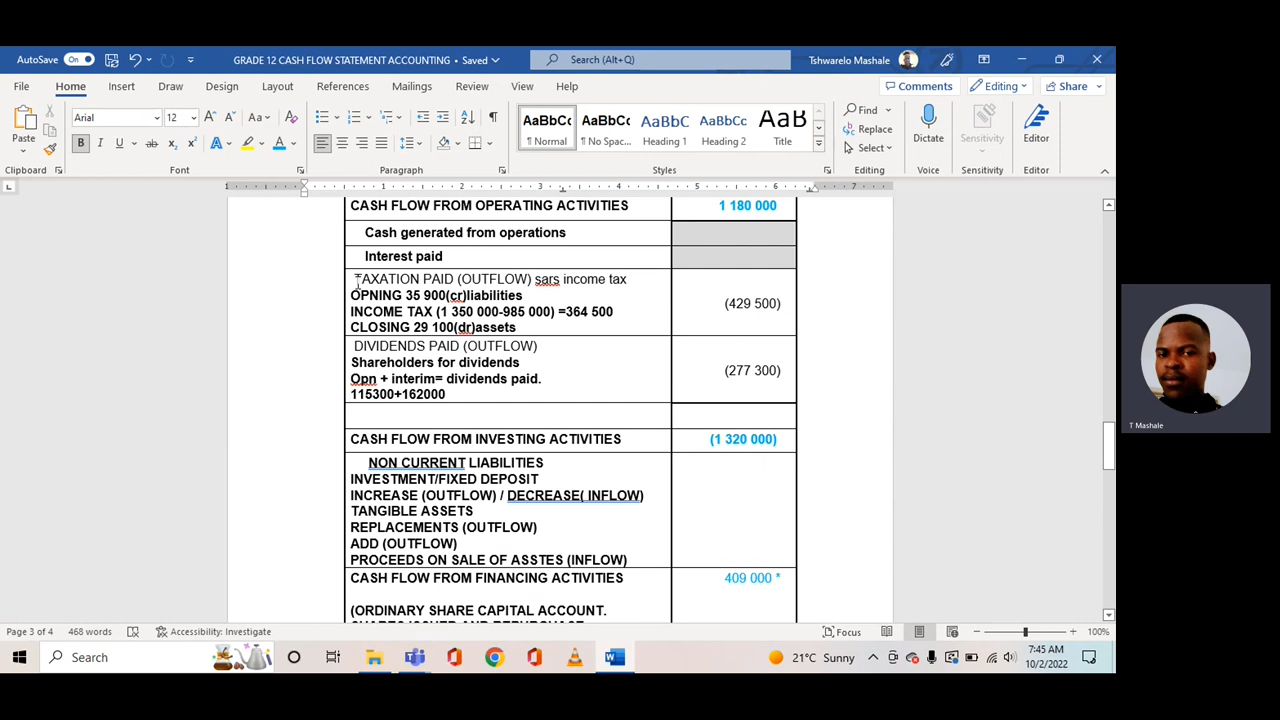 AutoSave On GRADE 12 CASH FLOW STATEMENT ACCOUNTING - Saved Search (Alt+Q) Tshwarelo Mashale
File Home Insert Draw Design Layout References Mailings Review View Help Comments Editing Share
Paste Arial 12 Aa AaBbCc AaBbCc AaBbCc AaBbCc AaB Find Replace Select Dictate Sensitivity Editor
Normal No Spac... Heading 1 Heading 2 Title
Clipboard Font Paragraph Styles Editing Voice Sensitivity Editor
1 1 2 3 4 5 6 7
CASH FLOW FROM OPERATING ACTIVITIES 1 180 000
Cash generated from operations
Interest paid
TAXATION PAID (OUTFLOW) sars income tax
OPNING 35 900(cr)liabilities
INCOME TAX (1 350 000-985 000) =364 500
CLOSING 29 100(dr)assets
(429 500)
DIVIDENDS PAID (OUTFLOW)
Shareholders for dividends
Opn + interim= dividends paid.
115300+162000
(277 300)
CASH FLOW FROM INVESTING ACTIVITIES (1 320 000)
NON CURRENT LIABILITIES
INVESTMENT/FIXED DEPOSIT
INCREASE (OUTFLOW) / DECREASE( INFLOW)
TANGIBLE ASSETS
REPLACEMENTS (OUTFLOW)
ADD (OUTFLOW)
PROCEEDS ON SALE OF ASSTES (INFLOW)
CASH FLOW FROM FINANCING ACTIVITIES 409 000 *
(ORDINARY SHARE CAPITAL ACCOUNT.
T Mashale
Page 3 of 4 468 words Accessibility: Investigate Focus 100%
Search 21°C Sunny 7:45 AM
10/2/2022